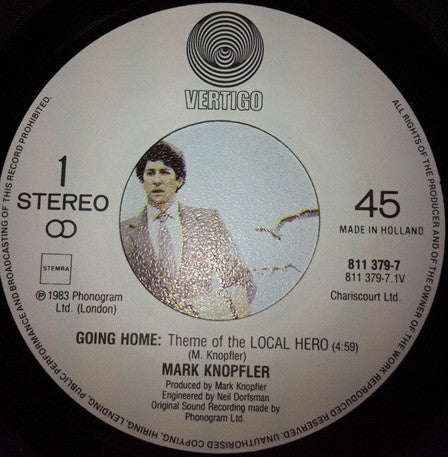 VERTIGO
1
STEREO
45
MADE IN HOLLAND
STEMRA
℗ 1983 Phonogram
Ltd. (London)
811 379-7
811 379-7.1V
Chariscourt Ltd.
GOING HOME: Theme of the LOCAL HERO (4:59)
(M. Knopfler)
MARK KNOPFLER
Produced by Mark Knopfler
Engineered by Neil Dorfsman
Original Sound Recording made by
Phonogram Ltd.
ALL RIGHTS OF THE PRODUCER AND OF THE OWNER OF THE WORK REPRODUCED RESERVED. UNAUTHORISED COPYING, HIRING, LENDING, PUBLIC PERFORMANCE AND BROADCASTING OF THIS RECORD PROHIBITED.